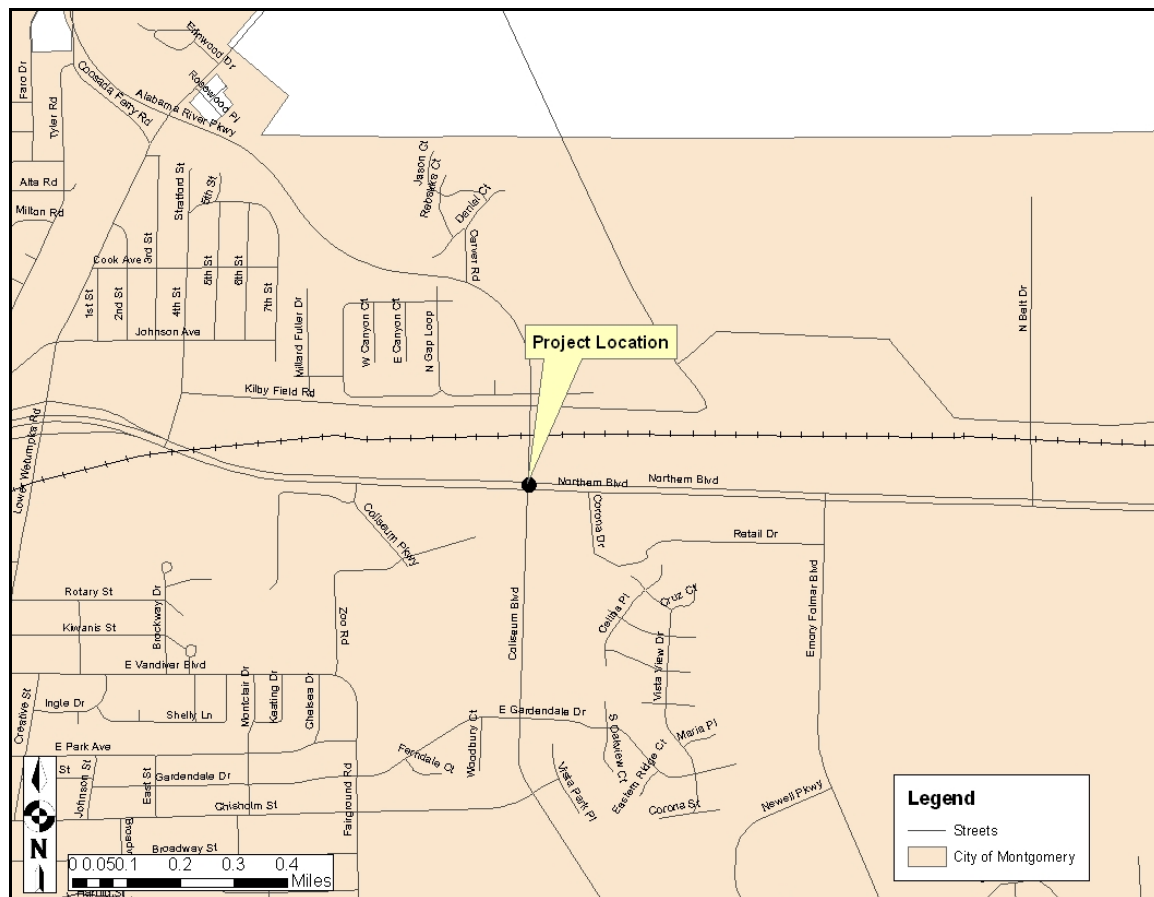 Elmwood Dr
Rosewood Pl
Coosada Ferry Rd
Alabama River Pkwy
Faro Dr
Tyler Rd
Alta Rd
Milton Rd
Stratford St
5th St
Jason Ct
Rebekka Ct
Daniel Ct
Carver Rd
3rd St
Cook Ave
1st St
2nd St
4th St
5th St
6th St
7th St
Johnson Ave
Millard Fuller Dr
W Canyon Ct
E Canyon Ct
N Gap Loop
N Belt Dr
Project Location
Kilby Field Rd
Lower Wetumpka Rd
Northern Blvd
Northern Blvd
Coliseum Pkwy
Corona Dr
Retail Dr
Rotary St
Kiwanis St
Brockway Dr
Zoo Rd
Coliseum Blvd
Celina Pl
Cruz Ct
Vista View Dr
Emory Folmar Blvd
E Vandiver Blvd
Creative St
Ingle Dr
Shelly Ln
Montclair Dr
Keating Dr
Chelsea Dr
E Gardendale Dr
Woodbury Ct
Ferndale Ct
S Oakview Ct
Maria Pl
Eastern Ridge Ct
E Park Ave
St
Johnson St
East St
Gardendale Dr
Chisholm St
Fairground Rd
Vista Park Pl
Corona St
Newell Pkwy
Broadway St
N
0 0.05 0.1 0.2 0.3 0.4
Miles
Harold St
Legend
Streets
City of Montgomery